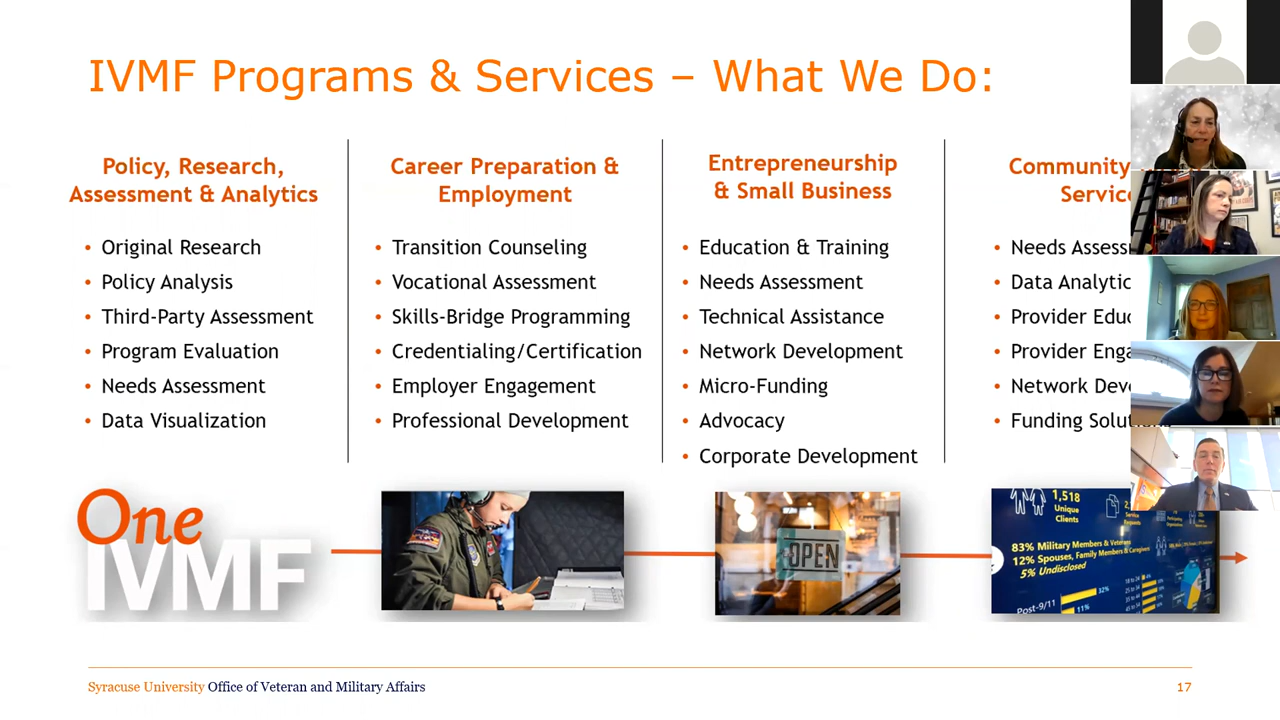 IVMF Programs & Services – What We Do:
Policy, Research,
Assessment & Analytics
• Original Research
• Policy Analysis
• Third-Party Assessment
• Program Evaluation
• Needs Assessment
• Data Visualization
Career Preparation &
Employment
• Transition Counseling
• Vocational Assessment
• Skills-Bridge Programming
• Credentialing/Certification
• Employer Engagement
• Professional Development
Entrepreneurship
& Small Business
• Education & Training
• Needs Assessment
• Technical Assistance
• Network Development
• Micro-Funding
• Advocacy
• Corporate Development
Community
Servic
• Needs Assess
• Data Analytic
• Provider Educ
• Provider Enga
• Network Dev
• Funding Solut
One
IVMF
OPEN
1,518
Unique
Clients
Service
Requests
83% Military Members & Veterans
12% Spouses, Family Members & Caregivers
5% Undisclosed
Post-9/11
32%
11%
Syracuse University Office of Veteran and Military Affairs
17